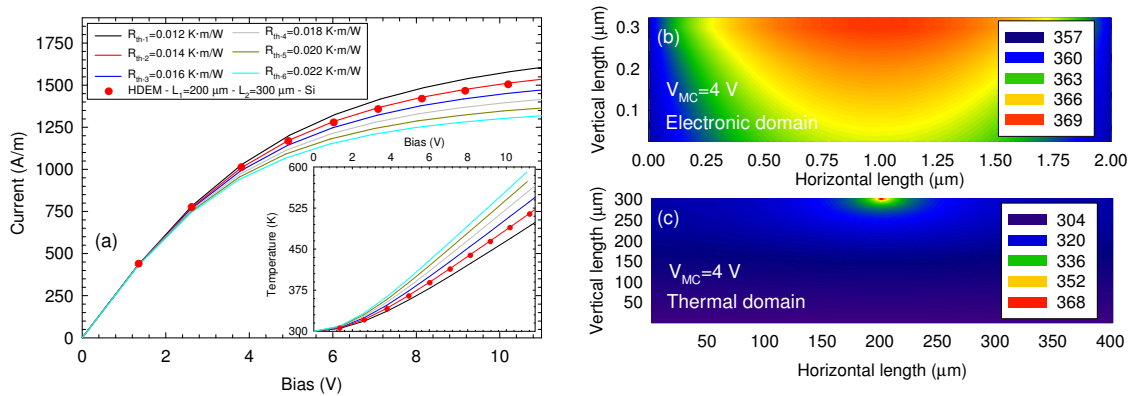 1750
1500
1250
1000
750
500
250
0
Current (A/m)
R_th-1=0.012 K·m/W
R_th-2=0.014 K·m/W
R_th-3=0.016 K·m/W
R_th-4=0.018 K·m/W
R_th-5=0.020 K·m/W
R_th-6=0.022 K·m/W
HDEM - L_1=200 μm - L_2=300 μm - Si
(a)
0 2 4 6 8 10
Bias (V)
Bias (V)
0 2 4 6 8 10
600
525
450
375
300
Temperature (K)
(b)
V_MC=4 V
Electronic domain
357
360
363
366
369
0.3
0.2
0.1
Vertical length (μm)
0.00 0.25 0.50 0.75 1.00 1.25 1.50 1.75 2.00
Horizontal length (μm)
(c)
V_MC=4 V
Thermal domain
304
320
336
352
368
300
250
200
150
100
50
Vertical length (μm)
50 100 150 200 250 300 350 400
Horizontal length (μm)